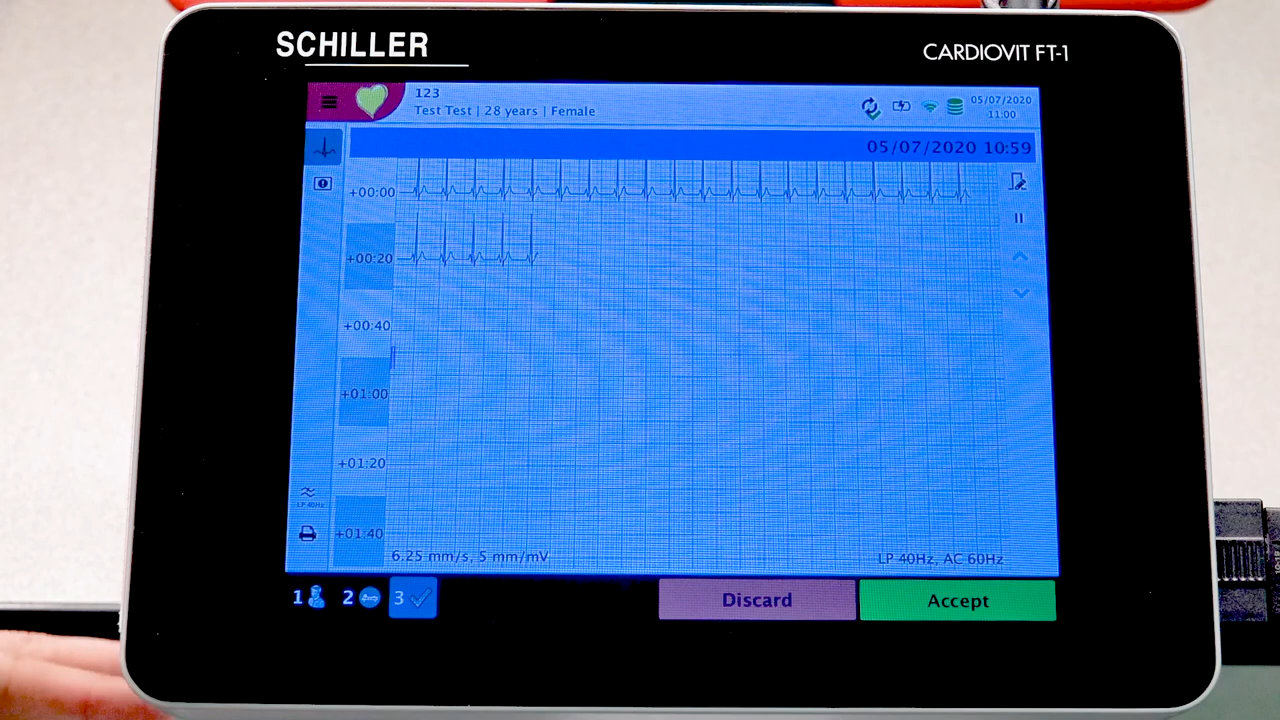 SCHILLER
CARDIOVIT FT-1
123
Test Test | 28 years | Female
05/07/2020
11:00
05/07/2020 10:59
+00:00
+00:20
+00:40
+01:00
+01:20
+01:40
LP 40Hz
6.25 mm/s, 5 mm/mV
LP 40Hz, AC 60Hz
1
2
3
Discard
Accept